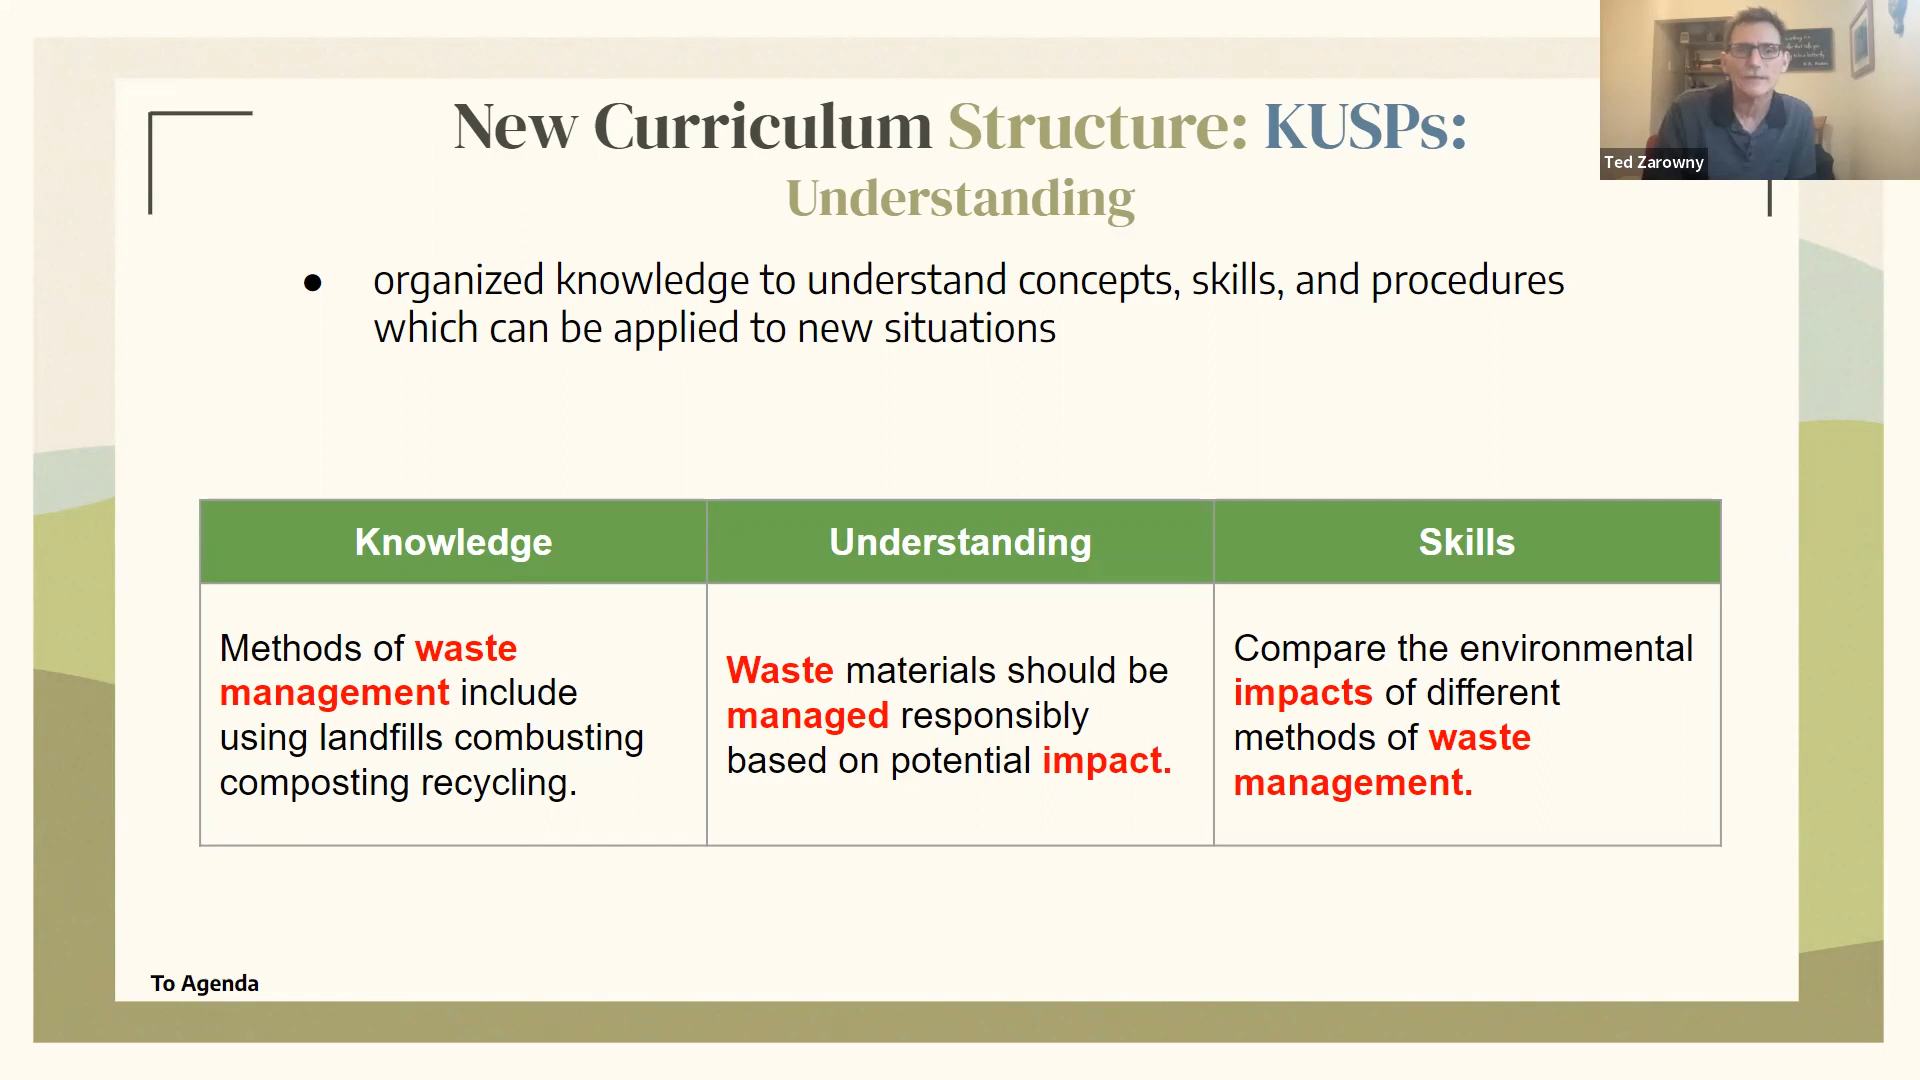 New Curriculum Structure: KUSPs:
Understanding
● organized knowledge to understand concepts, skills, and procedures
which can be applied to new situations
Knowledge
Understanding
Skills
Methods of waste
management include
using landfills combusting
composting recycling.
Waste materials should be
managed responsibly
based on potential impact.
Compare the environmental
impacts of different
methods of waste
management.
To Agenda
Ted Zarowny